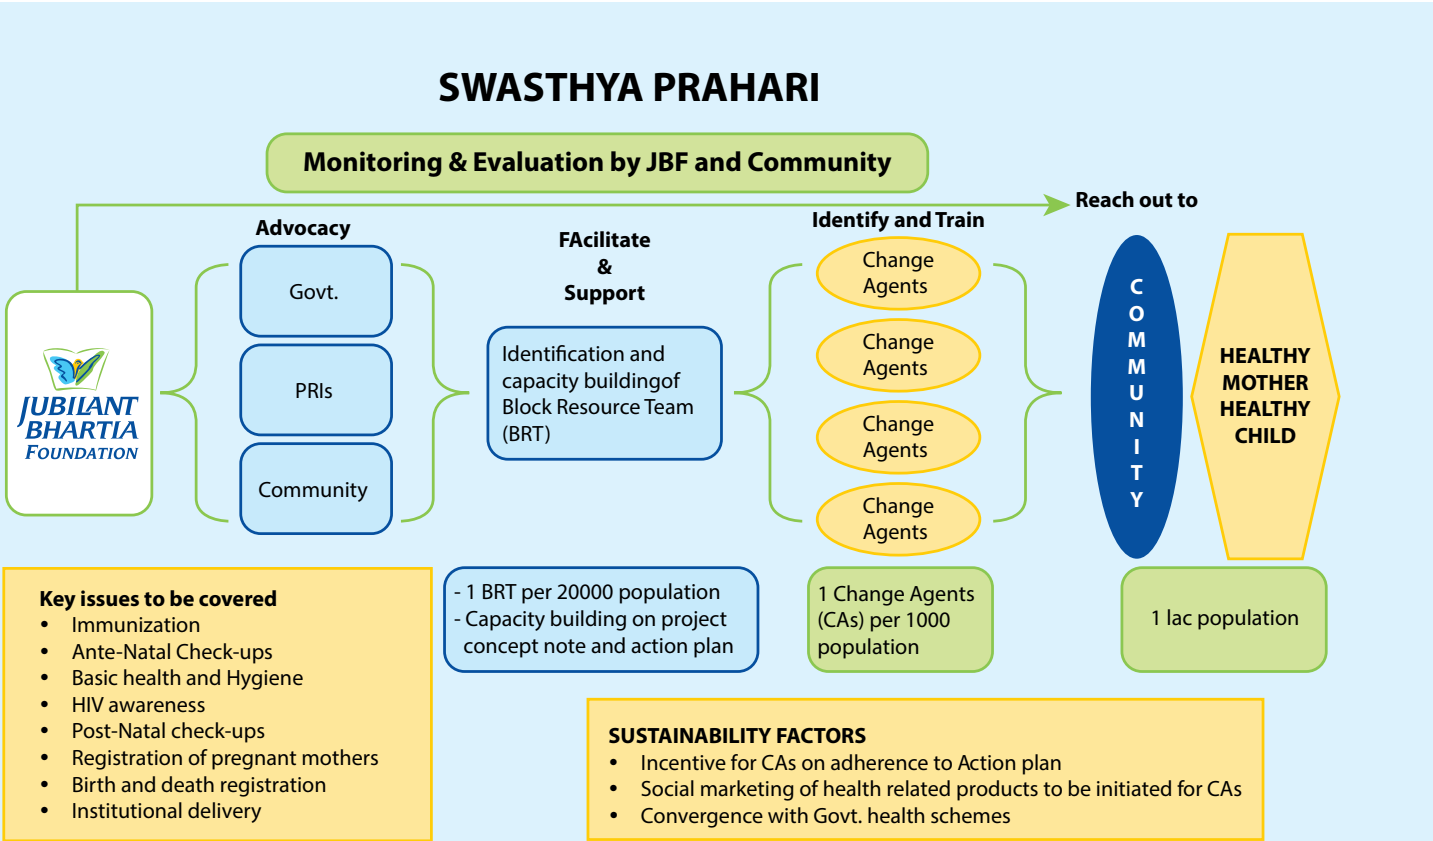 SWASTHYA PRAHARI
Monitoring & Evaluation by JBF and Community
Reach out to
Advocacy
Govt.
PRIs
Community
JUBILANT
BHARTIA
FOUNDATION
FAcilitate
&
Support
Identification and
capacity buildingof
Block Resource Team
(BRT)
Identify and Train
Change
Agents
Change
Agents
Change
Agents
Change
Agents
COMMUNITY
HEALTHY
MOTHER
HEALTHY
CHILD
Key issues to be covered
• Immunization
• Ante-Natal Check-ups
• Basic health and Hygiene
• HIV awareness
• Post-Natal check-ups
• Registration of pregnant mothers
• Birth and death registration
• Institutional delivery
- 1 BRT per 20000 population
- Capacity building on project
concept note and action plan
1 Change Agents
(CAs) per 1000
population
1 lac population
SUSTAINABILITY FACTORS
• Incentive for CAs on adherence to Action plan
• Social marketing of health related products to be initiated for CAs
• Convergence with Govt. health schemes